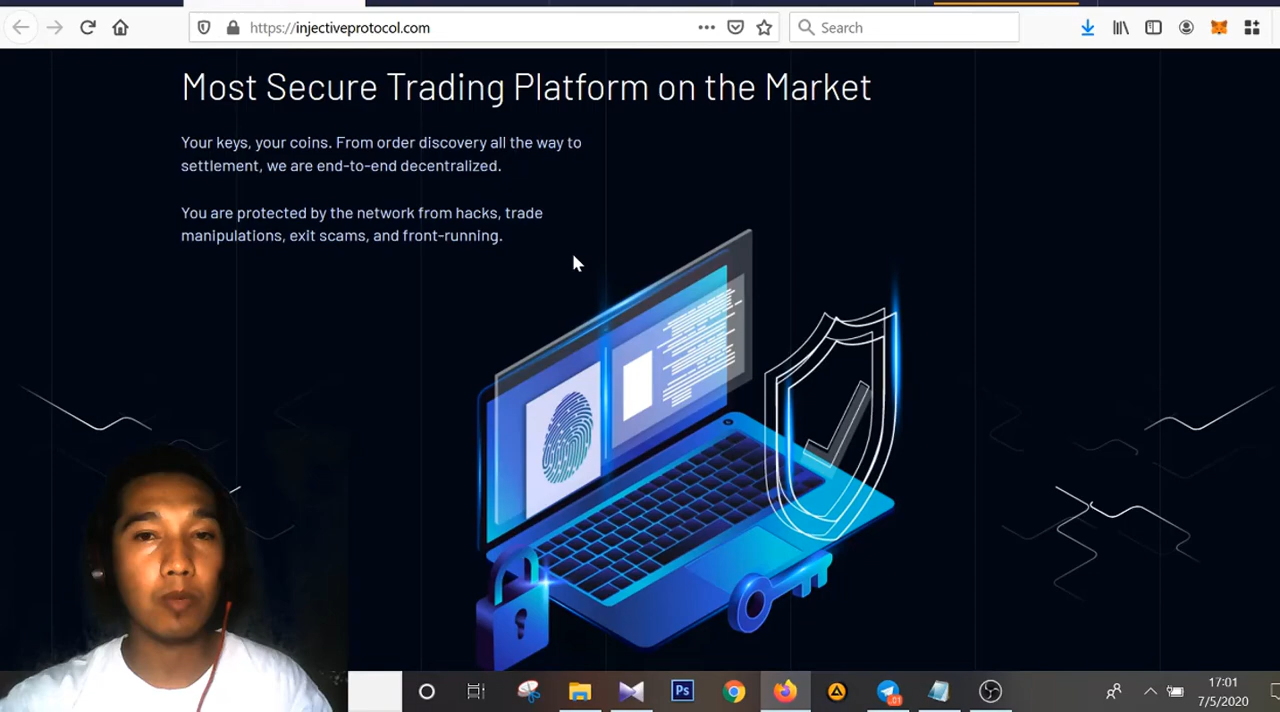 https://injectiveprotocol.com
Search
Most Secure Trading Platform on the Market
Your keys, your coins. From order discovery all the way to
settlement, we are end-to-end decentralized.
You are protected by the network from hacks, trade
manipulations, exit scams, and front-running.
Ps
17:01
7/5/2020